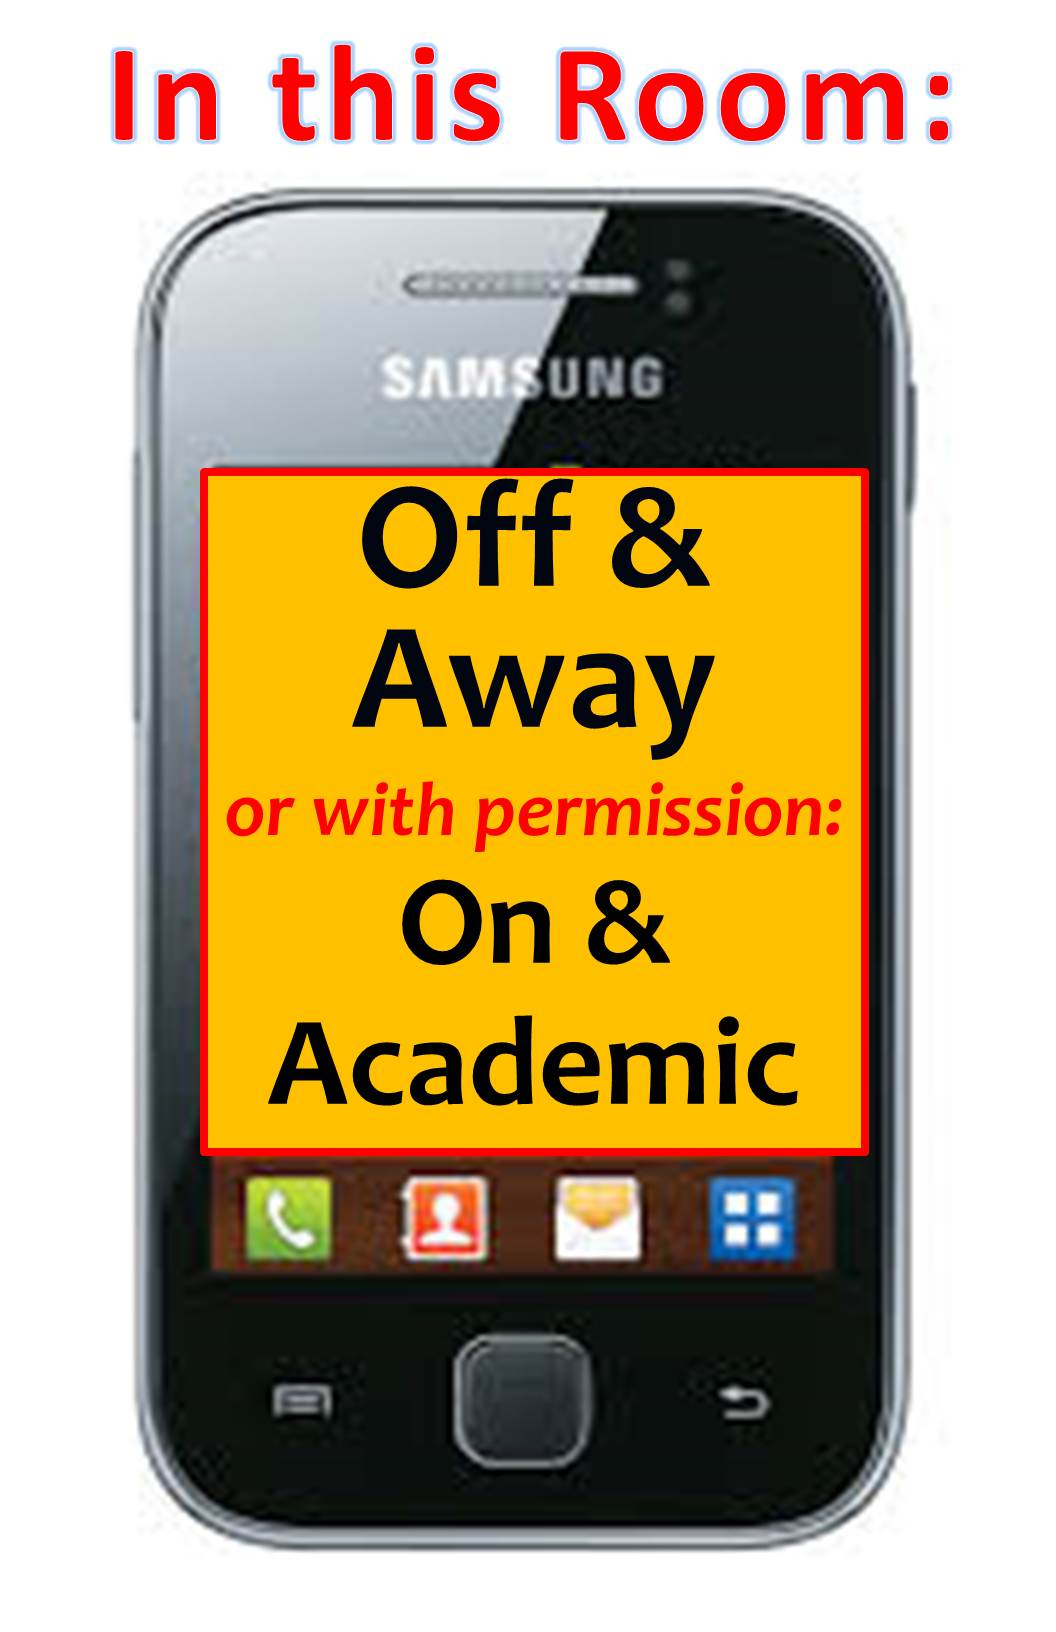 In this Room:
SAMSUNG
Off &
Away
or with permission:
On &
Academic